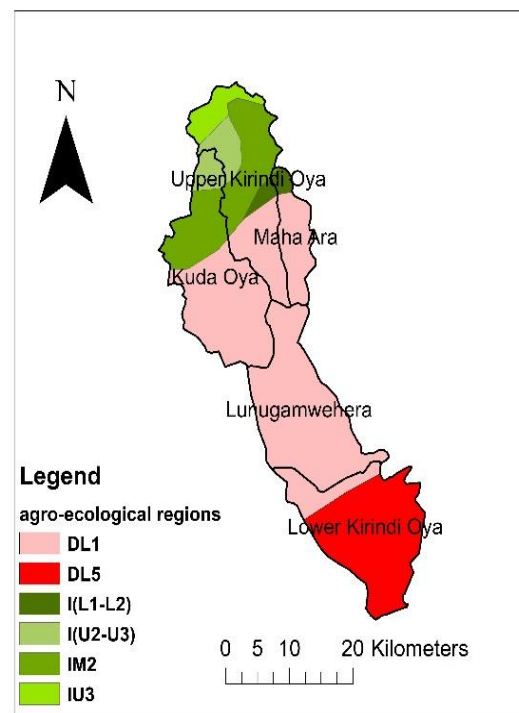 N
Upper Kirindi Oya
Maha Ara
Kuda Oya
Lunugamwehera
Lower Kirindi Oya
Legend
agro-ecological regions
DL1
DL5
I(L1-L2)
I(U2-U3)
IM2
IU3
0 5 10 20 Kilometers